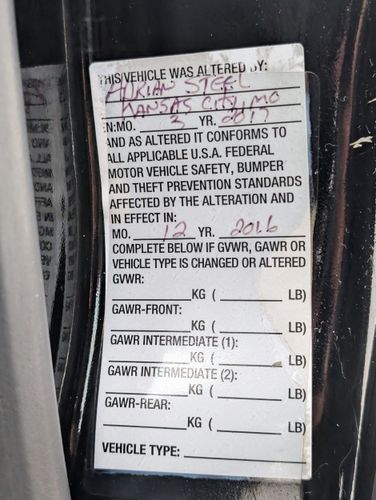 THIS VEHICLE WAS ALTERED BY:
ADRIAN STEEL
KANSAS CITY, MO
IN:MO. 3 YR. 2017
AND AS ALTERED IT CONFORMS TO
ALL APPLICABLE U.S.A. FEDERAL
MOTOR VEHICLE SAFETY, BUMPER
AND THEFT PREVENTION STANDARDS
AFFECTED BY THE ALTERATION AND
IN EFFECT IN:
MO. 12 YR. 2016
COMPLETE BELOW IF GVWR, GAWR OR
VEHICLE TYPE IS CHANGED OR ALTERED
GVWR:
KG ( LB)
GAWR-FRONT:
KG ( LB)
GAWR INTERMEDIATE (1):
KG ( LB)
GAWR INTERMEDIATE (2):
KG ( LB)
GAWR-REAR:
KG ( LB)
VEHICLE TYPE: